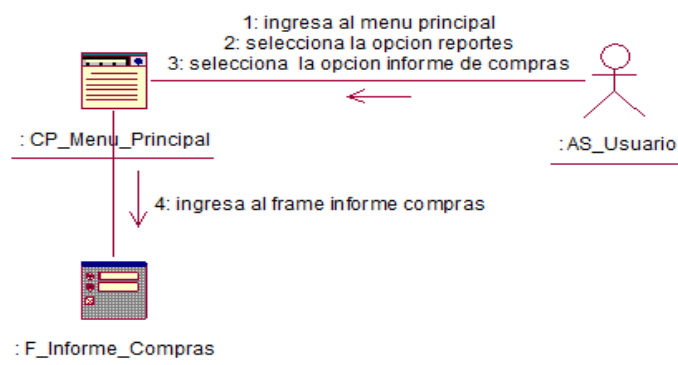 1: ingresa al menu principal
2: selecciona la opcion reportes
3: selecciona la opcion informe de compras
: CP_Menu_Principal
: AS_Usuario
4: ingresa al frame informe compras
: F_Informe_Compras